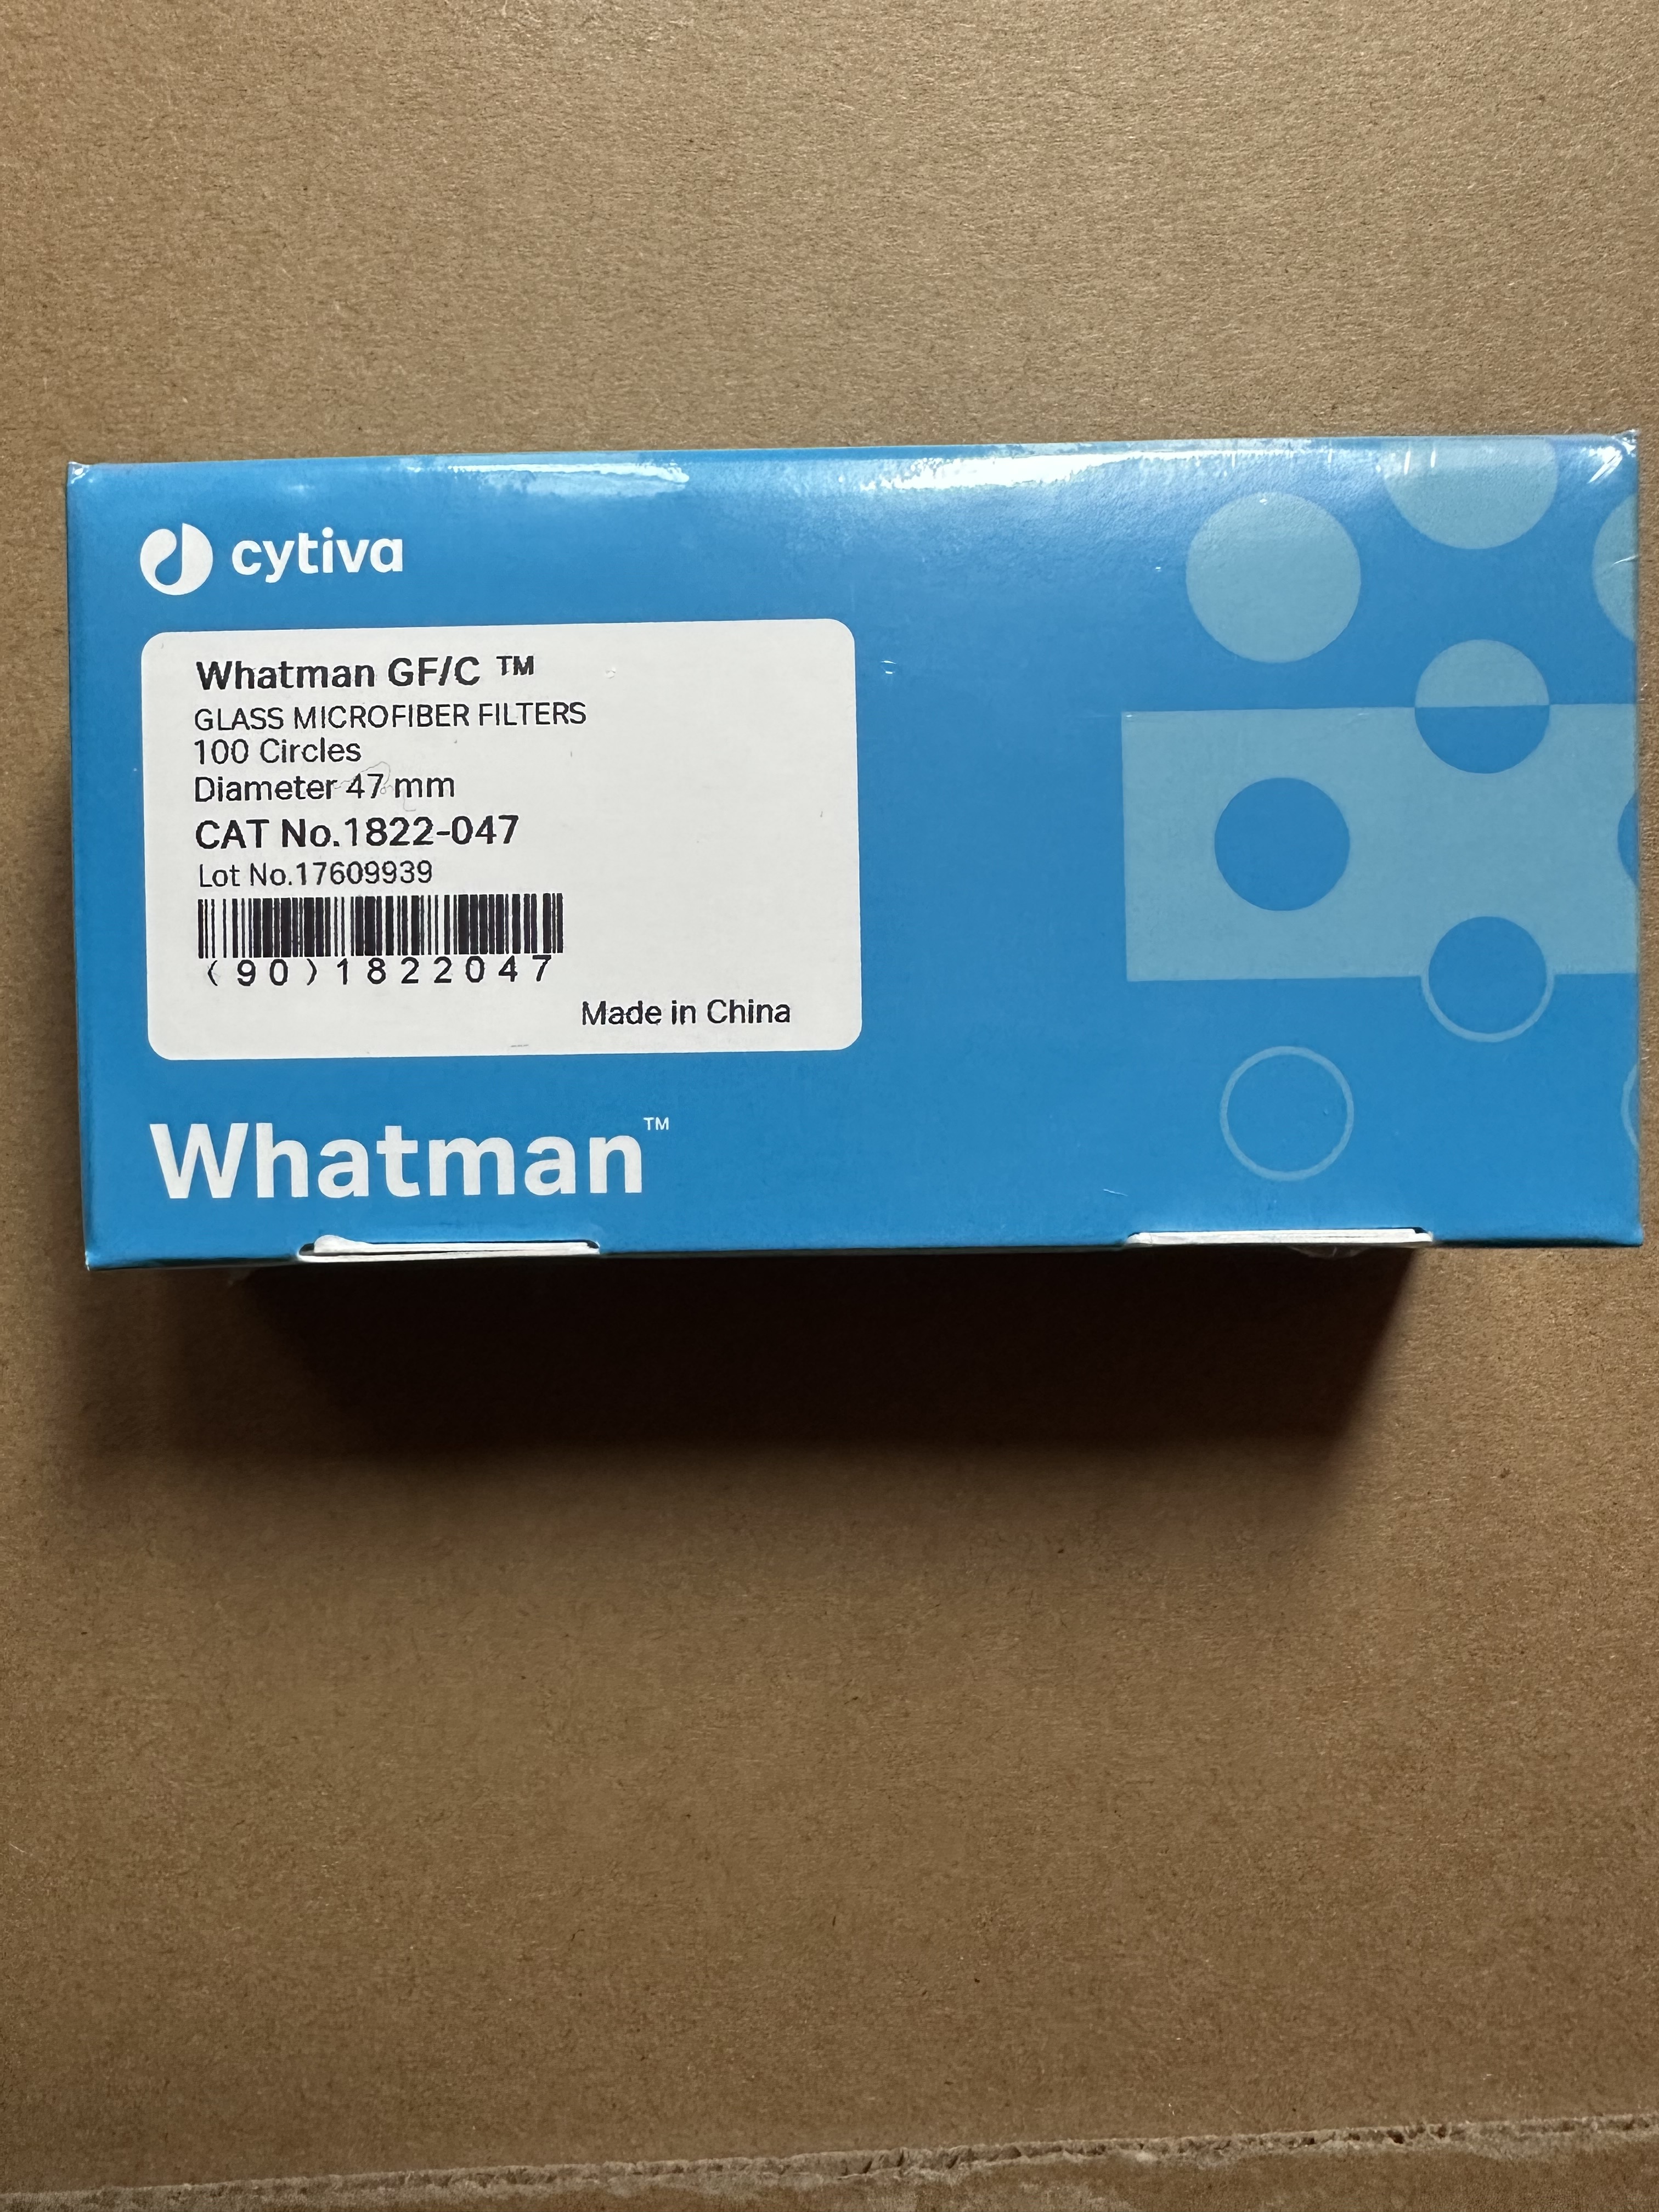 cytiva
Whatman GF/C ™
GLASS MICROFIBER FILTERS
100 Circles
Diameter 47 mm
CAT No.1822-047
Lot No.17609939
(90)1822047
Made in China
Whatman™